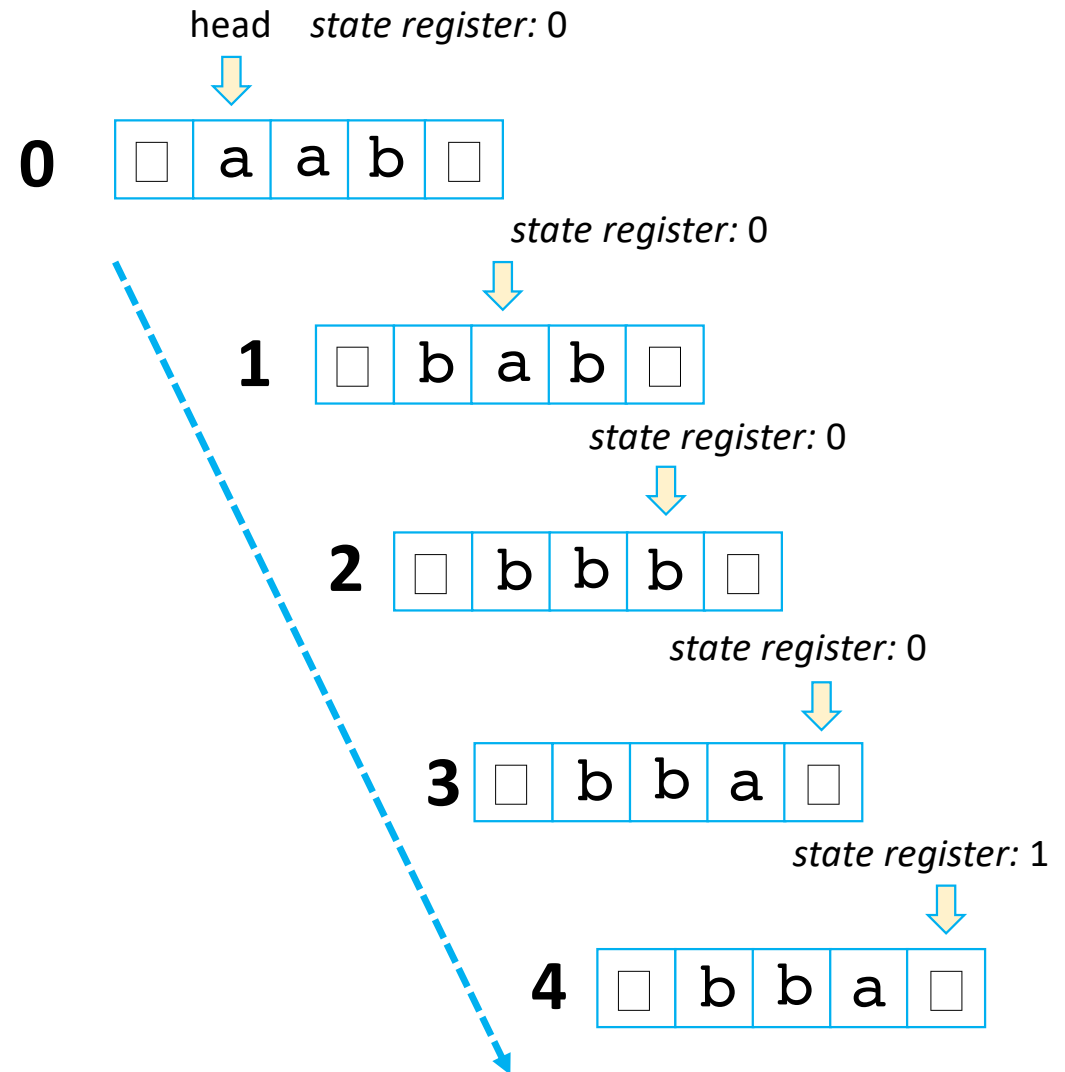 head state register: 0
0 □ a a b □
state register: 0
1 □ b a b □
state register: 0
2 □ b b b □
state register: 0
3 □ b b a □
state register: 1
4 □ b b a □